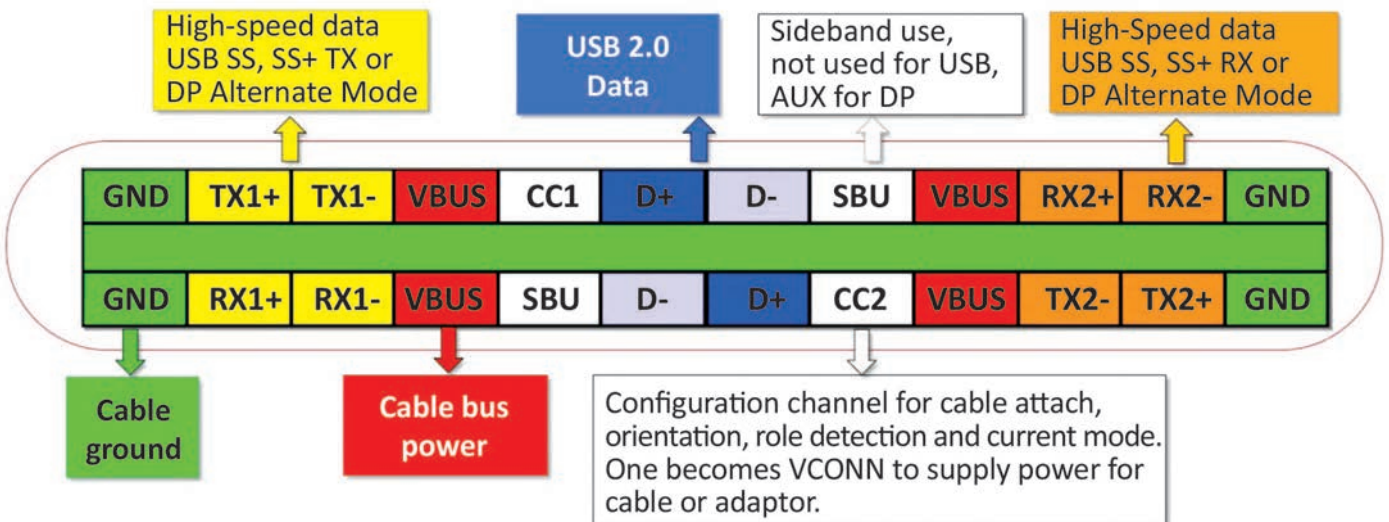 High-speed data
USB SS, SS+ TX or
DP Alternate Mode
USB 2.0
Data
Sideband use,
not used for USB,
AUX for DP
High-Speed data
USB SS, SS+ RX or
DP Alternate Mode
GND TX1+ TX1- VBUS CC1 D+ D- SBU VBUS RX2+ RX2- GND
GND RX1+ RX1- VBUS SBU D- D+ CC2 VBUS TX2- TX2+ GND
Cable
ground
Cable bus
power
Configuration channel for cable attach,
orientation, role detection and current mode.
One becomes VCONN to supply power for
cable or adaptor.